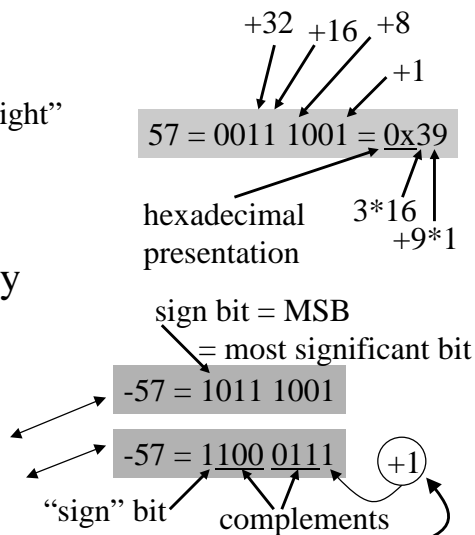 +32 +16 +8
+1
ight”
57 = 0011 1001 = 0x39
hexadecimal
presentation
3*16
+9*1
y
sign bit = MSB
= most significant bit
-57 = 1011 1001
-57 = 1100 0111
+1
“sign” bit
complements